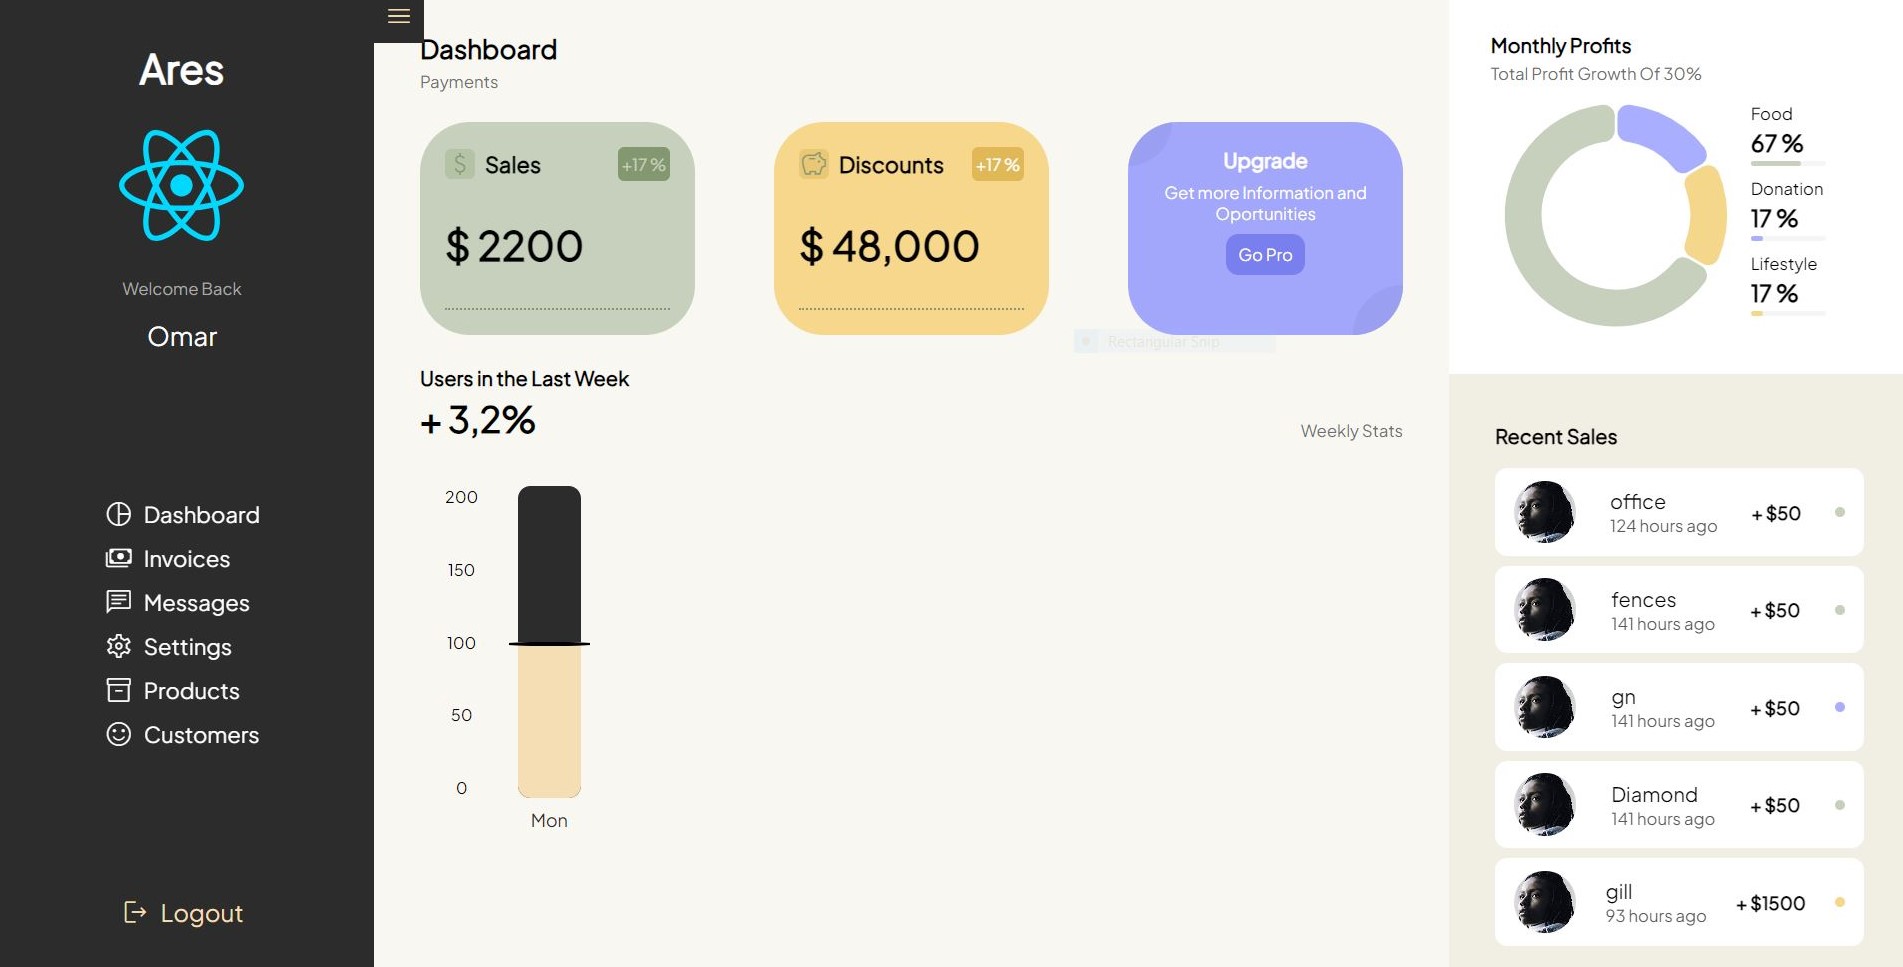 Ares
Welcome Back
Omar
Dashboard
Invoices
Messages
Settings
Products
Customers
Logout
Dashboard
Payments
$ Sales +17 %
$ 2200
Discounts +17 %
$ 48,000
Upgrade
Get more Information and
Oportunities
Go Pro
Rectangular Snip
Users in the Last Week
+ 3,2%
Weekly Stats
200
150
100
50
0
Mon
Monthly Profits
Total Profit Growth Of 30%
Food
67 %
Donation
17 %
Lifestyle
17 %
Recent Sales
office
124 hours ago
+ $50
fences
141 hours ago
+ $50
gn
141 hours ago
+ $50
Diamond
141 hours ago
+ $50
gill
93 hours ago
+ $1500